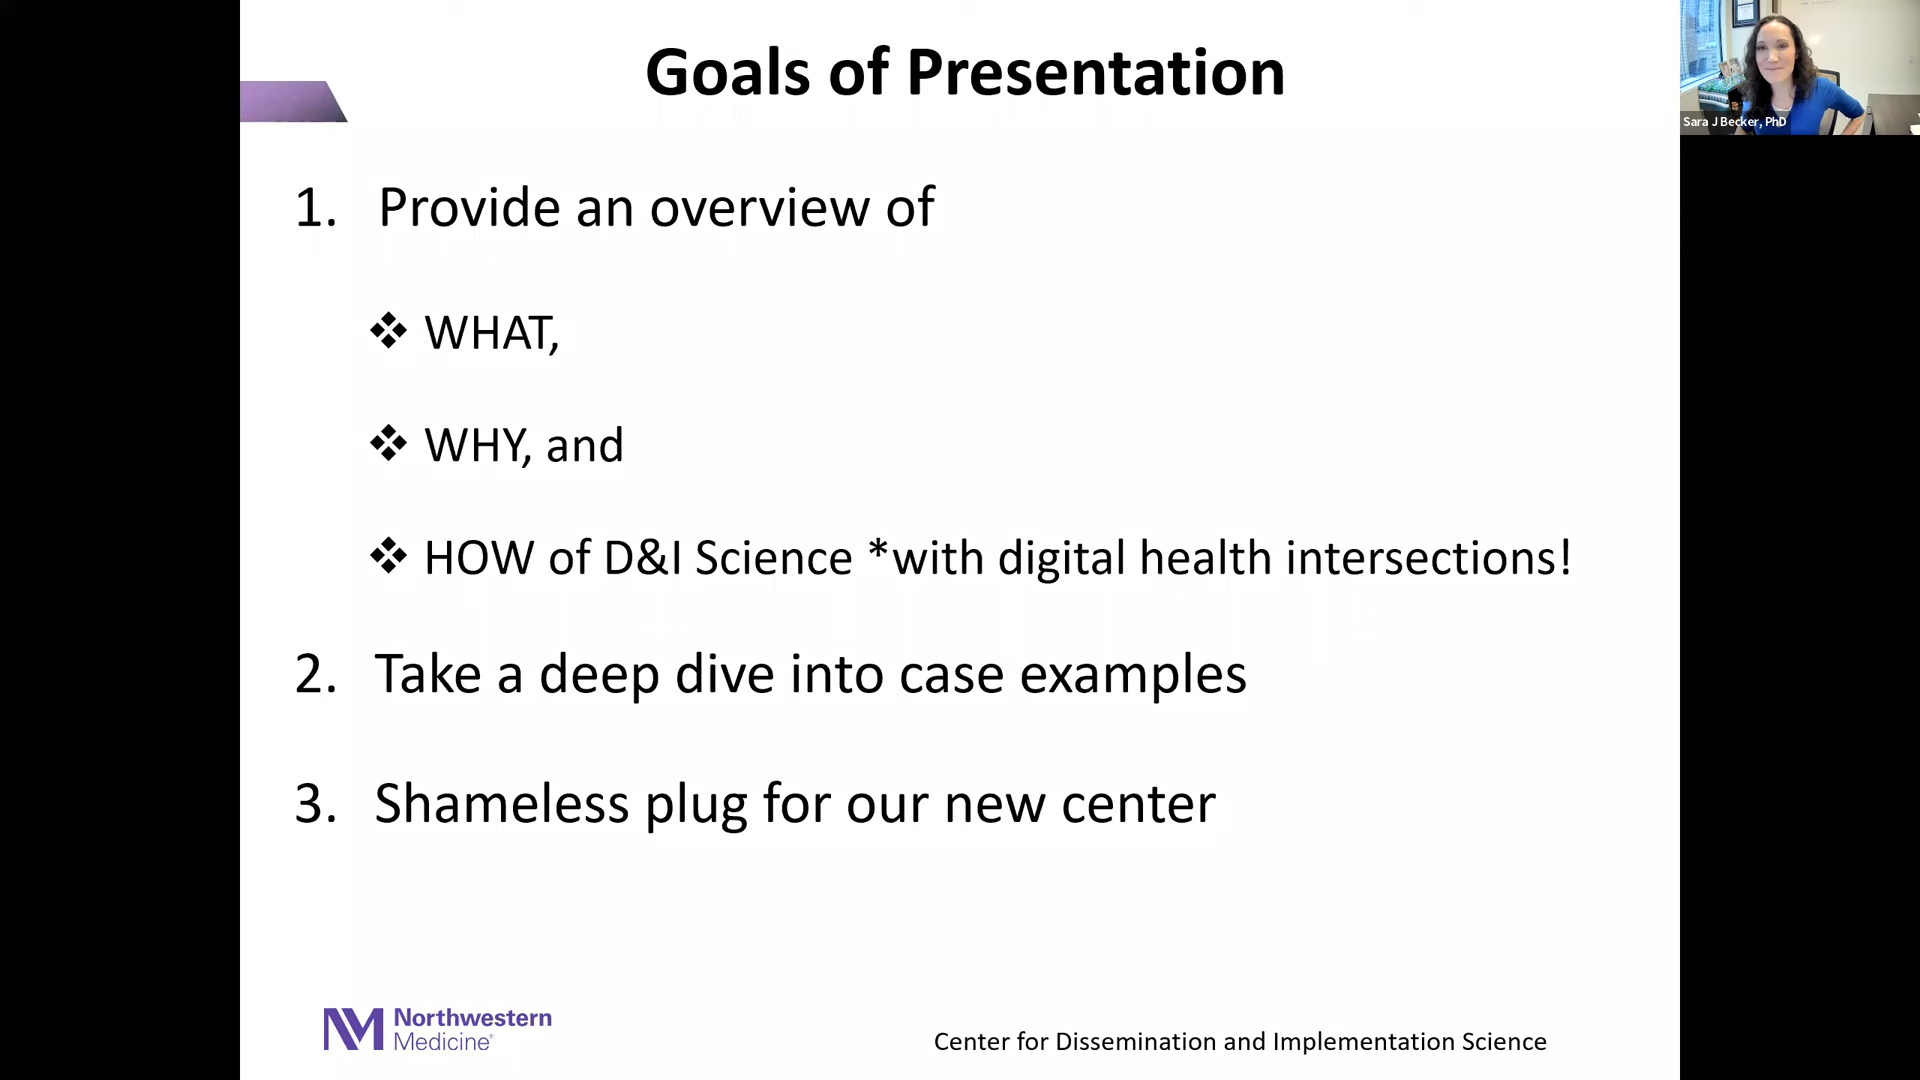 Goals of Presentation
Sara J Becker, PhD
1. Provide an overview of
❖ WHAT,
❖ WHY, and
❖ HOW of D&I Science *with digital health intersections!
2. Take a deep dive into case examples
3. Shameless plug for our new center
NM Northwestern
Medicine®
Center for Dissemination and Implementation Science